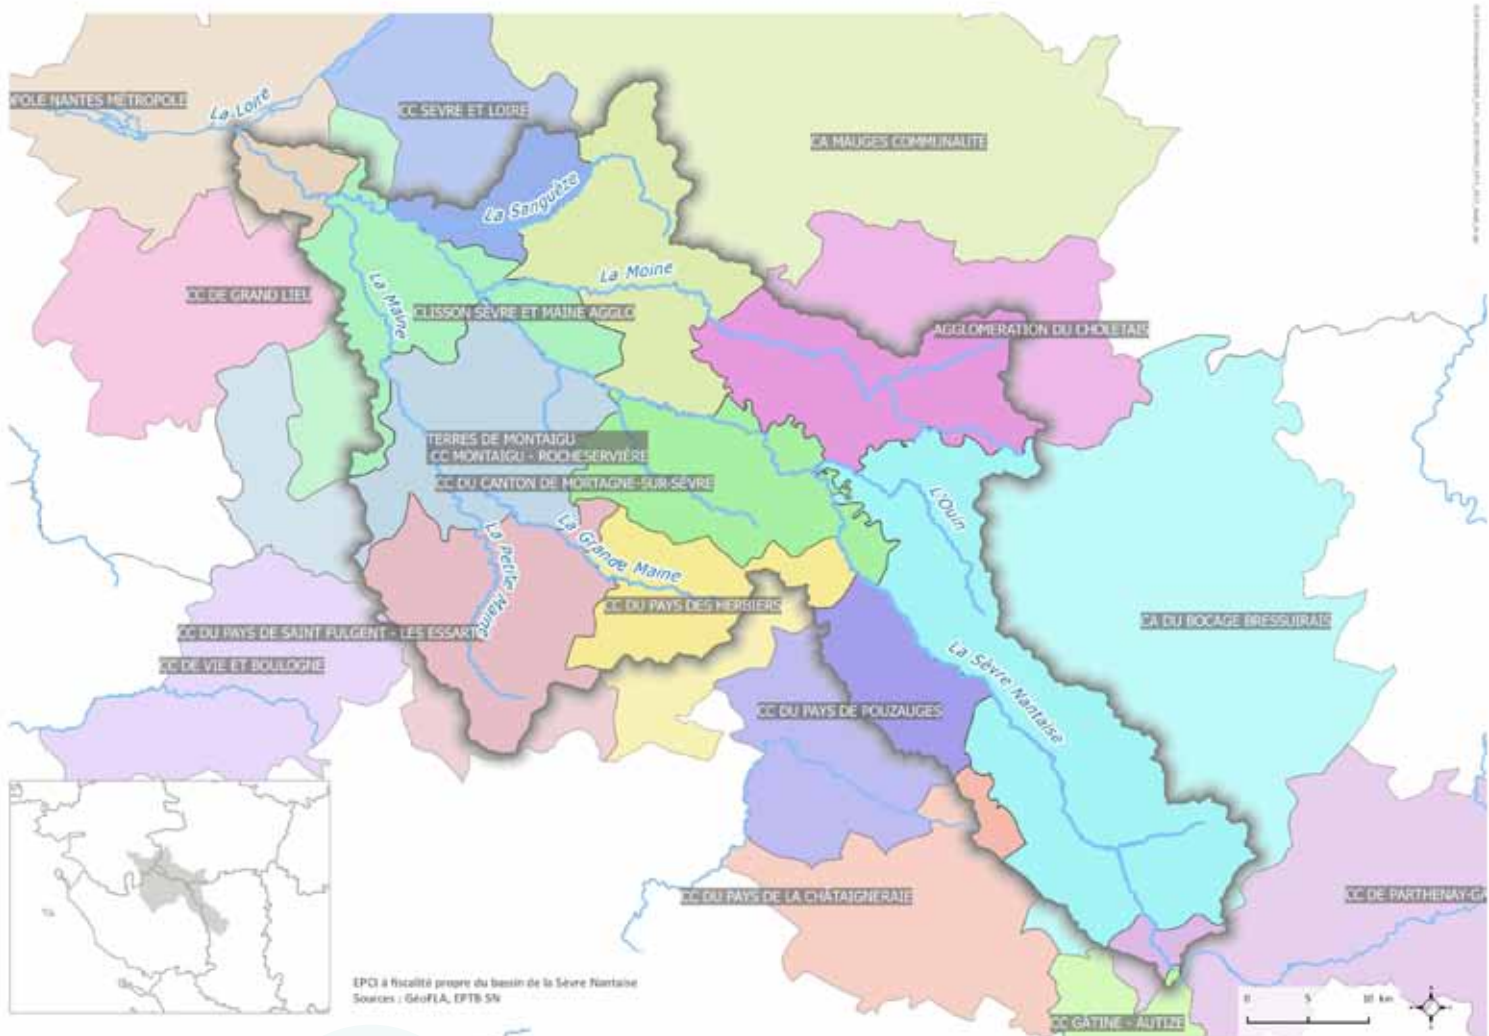 POLE NANTES MÉTROPOLE
La Loire
CC SEVRE ET LOIRE
CA MAUGES COMMUNAUTÉ
La Sanguèze
CC DE GRAND LIEU
La Maine
La Moine
CLISSON SÈVRE ET MAINE AGGLO
AGGLOMERATION DU CHOLETAIS
TERRES DE MONTAIGU
CC MONTAIGU - ROCHESERVIÈRE
CC DU CANTON DE MORTAGNE-SUR-SÈVRE
L'Ouin
La Petite Maine
La Grande Maine
CC DU PAYS DES HERBIERS
CA DU BOCAGE BRESSUIRAIS
CC DU PAYS DE SAINT FULGENT - LES ESSARTS
CC DE VIE ET BOULOGNE
La Sèvre Nantaise
CC DU PAYS DE POUZAUGES
CC DU PAYS DE LA CHÂTAIGNERAIE
CC DE PARTHENAY-GA
EPCI à fiscalité propre du bassin de la Sèvre Nantaise
Sources : GéoFLA, EPTB SN
0 5 10 km
CC GÂTINE - AUTIZE